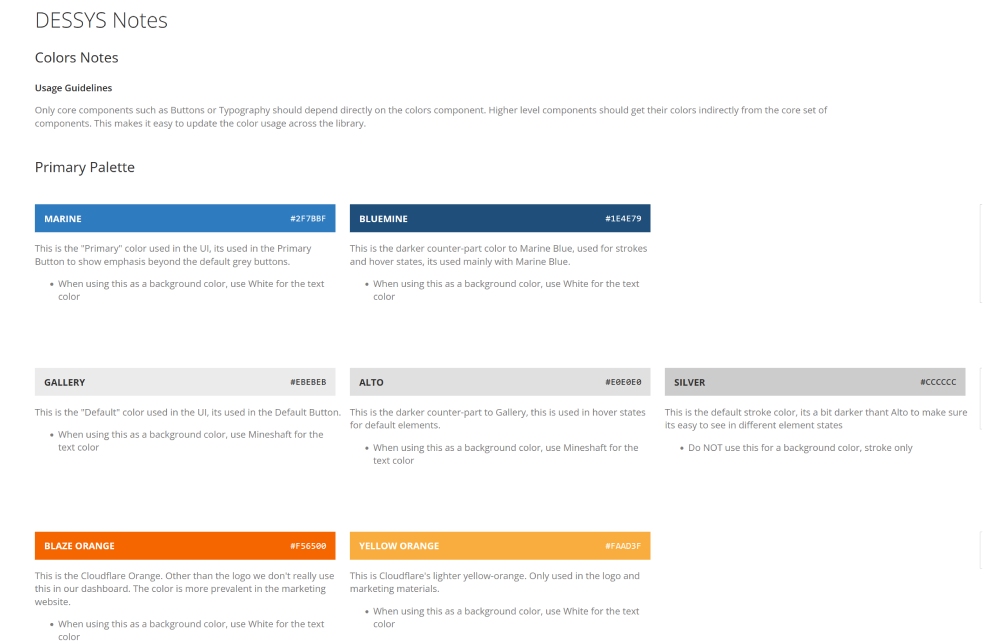 DESSYS Notes
Colors Notes
Usage Guidelines
Only core components such as Buttons or Typography should depend directly on the colors component. Higher level components should get their colors indirectly from the core set of
components. This makes it easy to update the color usage across the library.
Primary Palette
MARINE #2F7BBF
This is the "Primary" color used in the UI, its used in the Primary
Button to show emphasis beyond the default grey buttons.
• When using this as a background color, use White for the text
color
BLUEMINE #1E4E79
This is the darker counter-part color to Marine Blue, used for strokes
and hover states, its used mainly with Marine Blue.
• When using this as a background color, use White for the text
color
GALLERY #EBEBEB
This is the "Default" color used in the UI, its used in the Default Button.
• When using this as a background color, use Mineshaft for the
text color
ALTO #E0E0E0
This is the darker counter-part to Gallery, this is used in hover states
for default elements.
• When using this as a background color, use Mineshaft for the
text color
SILVER #CCCCCC
This is the default stroke color, its a bit darker thant Alto to make sure
its easy to see in different element states
• Do NOT use this for a background color, stroke only
BLAZE ORANGE #F56500
This is the Cloudflare Orange. Other than the logo we don't really use
this in our dashboard. The color is more prevalent in the marketing
website.
• When using this as a background color, use White for the text
color
YELLOW ORANGE #FAAD3F
This is Cloudflare's lighter yellow-orange. Only used in the logo and
marketing materials.
• When using this as a background color, use White for the text
color